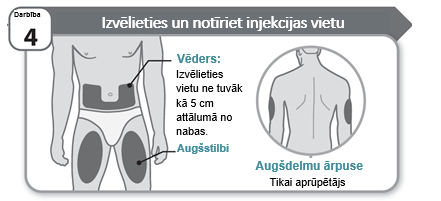 Darbība
4
Izvēlieties un notīriet injekcijas vietu
Vēders:
Izvēlieties
vietu ne tuvāk
kā 5 cm
attālumā no
nabas.
Augšstilbi
Augšdelmu ārpuse
Tikai aprūpētājs